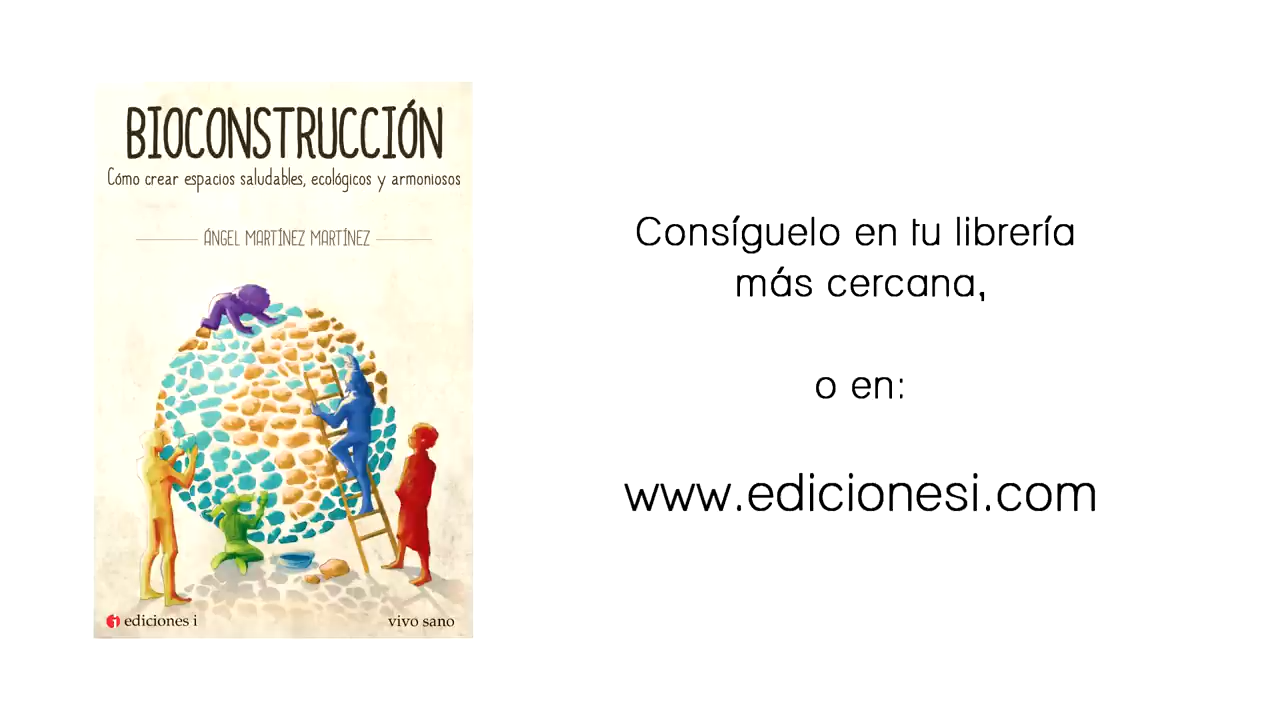 BIOCONSTRUCCIÓN
Cómo crear espacios saludables, ecológicos y armoniosos
ÁNGEL MARTÍNEZ MARTÍNEZ
i ediciones i
vivo sano
Consíguelo en tu librería
más cercana,
o en:
www.edicionesi.com